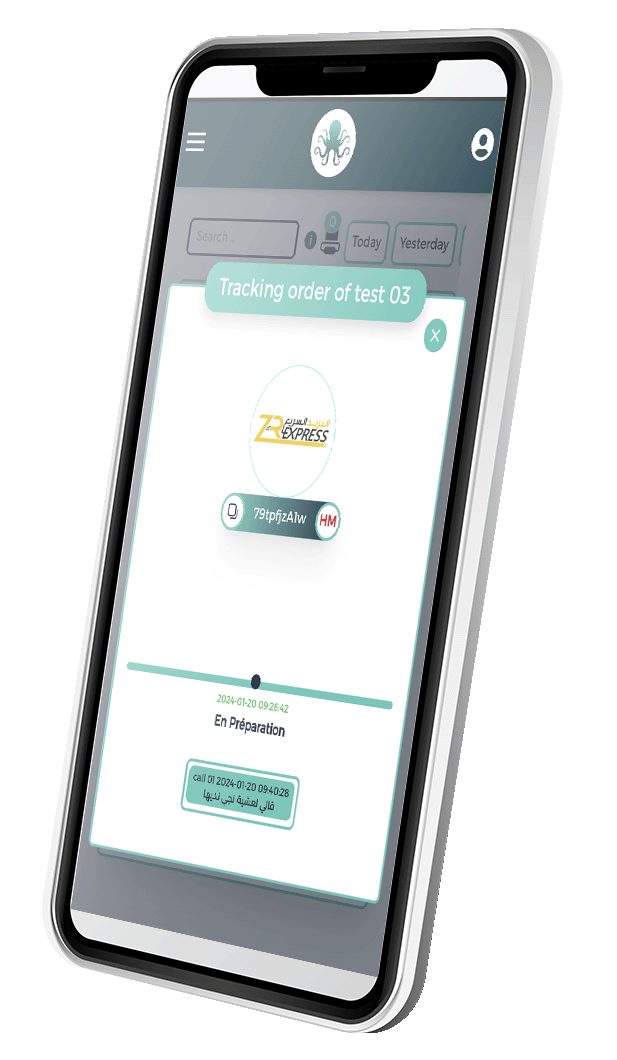 Search ..
i
0
Today
Yesterday
Tracking order of test 03
X
ZR البريد السريع
EXPRESS
79tpfjzA1w
HM
2024-01-20 09:26:42
En Préparation
call 01 2024-01-20 09:40:28
قالي لعشية نجي نديها